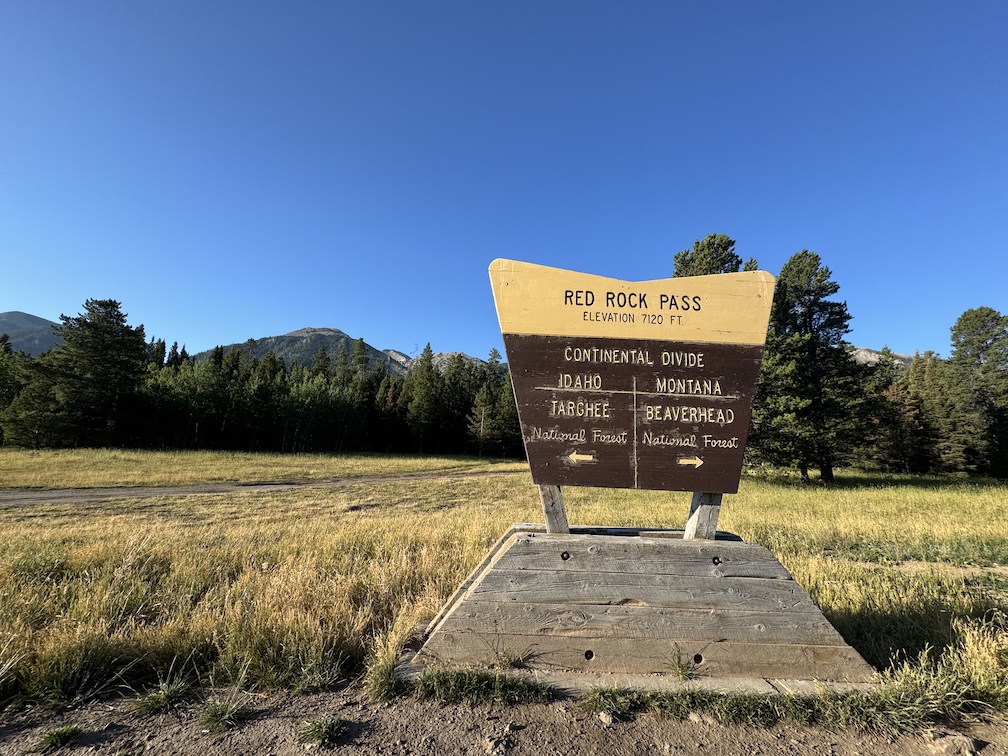 RED ROCK PASS
ELEVATION 7120 FT.
CONTINENTAL DIVIDE
IDAHO MONTANA
TARGHEE BEAVERHEAD
National Forest National Forest